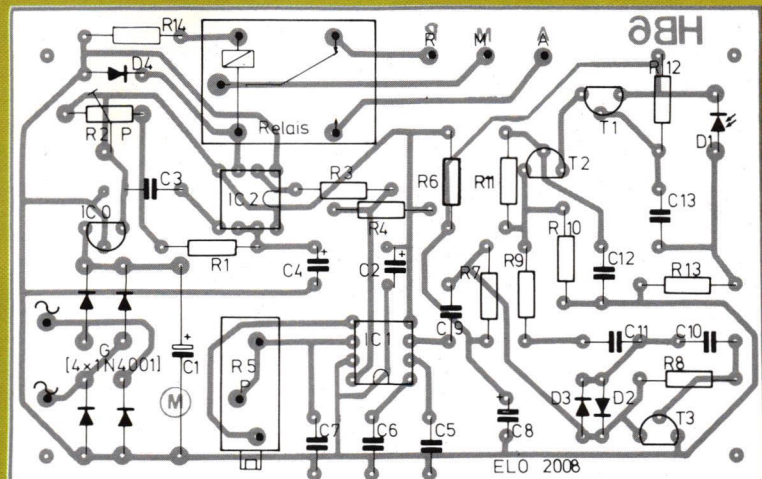 R14
R M A
HB6
D4
R12
Relais
T1
D1
R2 P
R3
R6
R11
T2
C3
IC2
R4
C13
IC0
R10
R1
C4
C2
C12
R7
R9
R13
C9
G
[4x1N4001]
C1
R5
P
IC1
C11
C10
R8
M
D3
D2
T3
C7
C6
C5
C8
ELO 2008